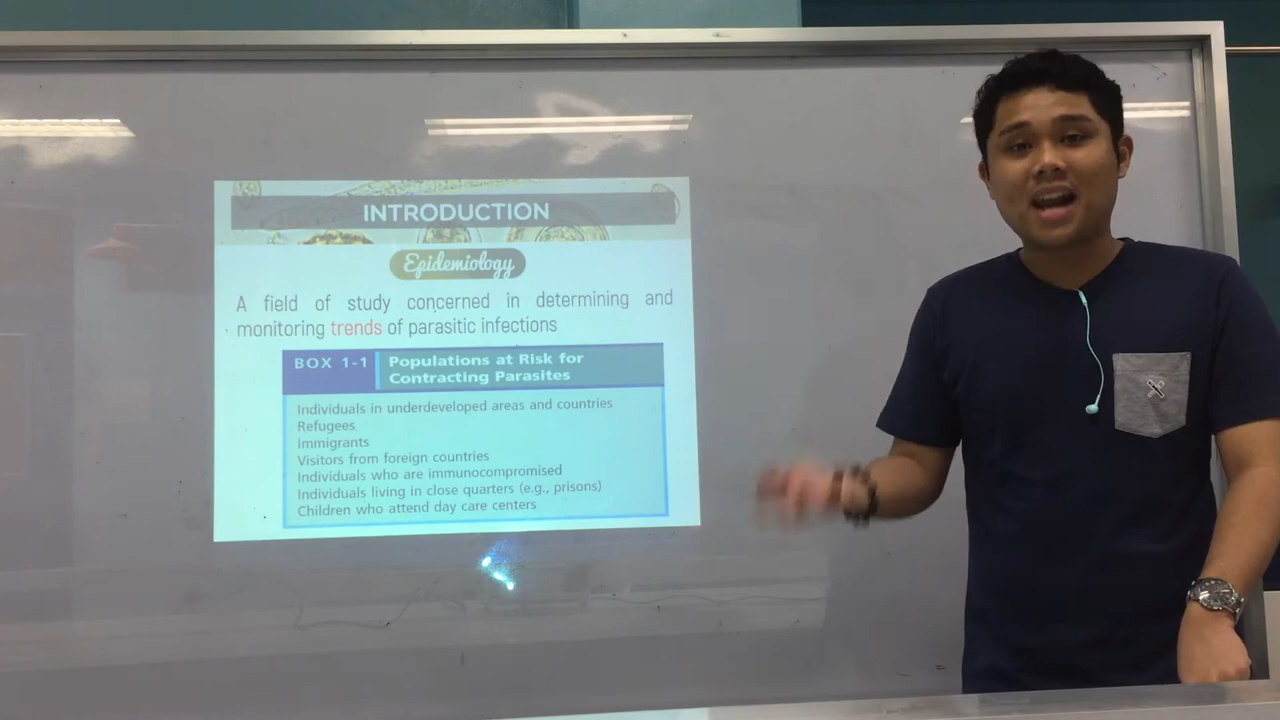 INTRODUCTION
Epidemiology
A field of study concerned in determining and
monitoring trends of parasitic infections
BOX 1-1
Populations at Risk for
Contracting Parasites
Individuals in underdeveloped areas and countries
Refugees
Immigrants
Visitors from foreign countries
Individuals who are immunocompromised
Individuals living in close quarters (e.g., prisons)
Children who attend day care centers